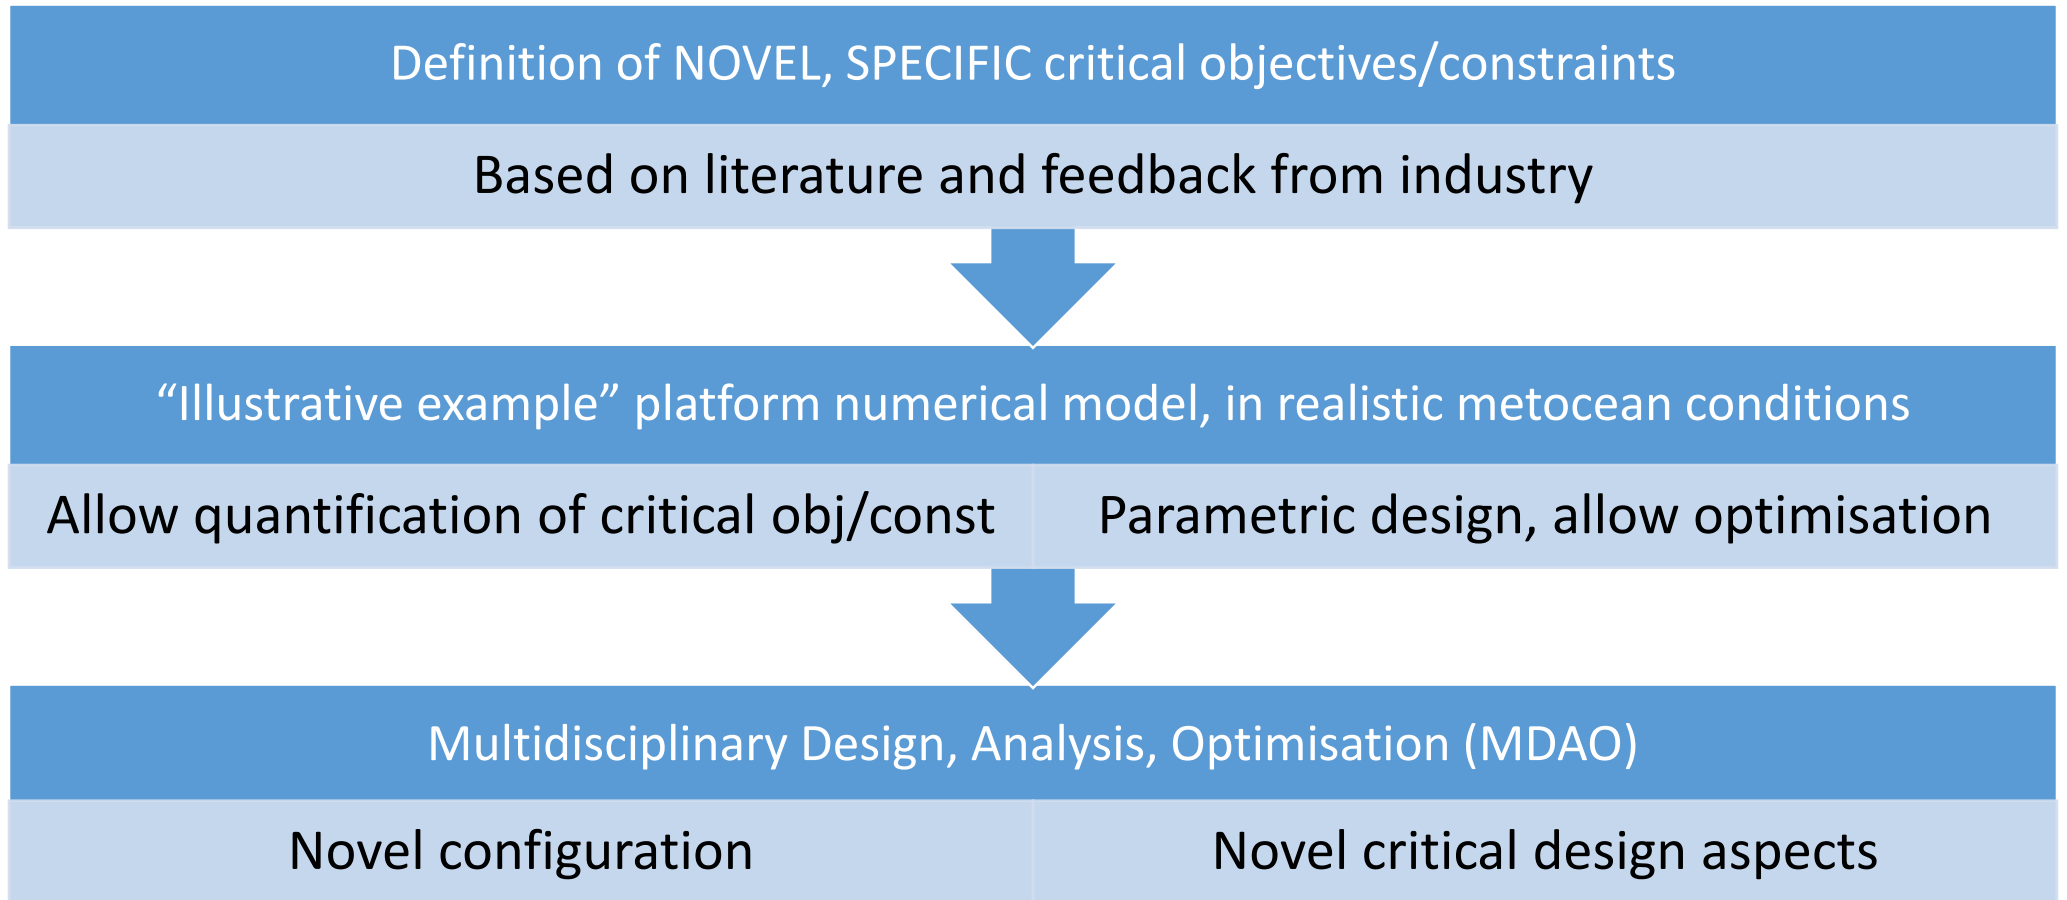 Definition of NOVEL, SPECIFIC critical objectives/constraints
Based on literature and feedback from industry
“Illustrative example” platform numerical model, in realistic metocean conditions
Allow quantification of critical obj/const
Parametric design, allow optimisation
Multidisciplinary Design, Analysis, Optimisation (MDAO)
Novel configuration
Novel critical design aspects